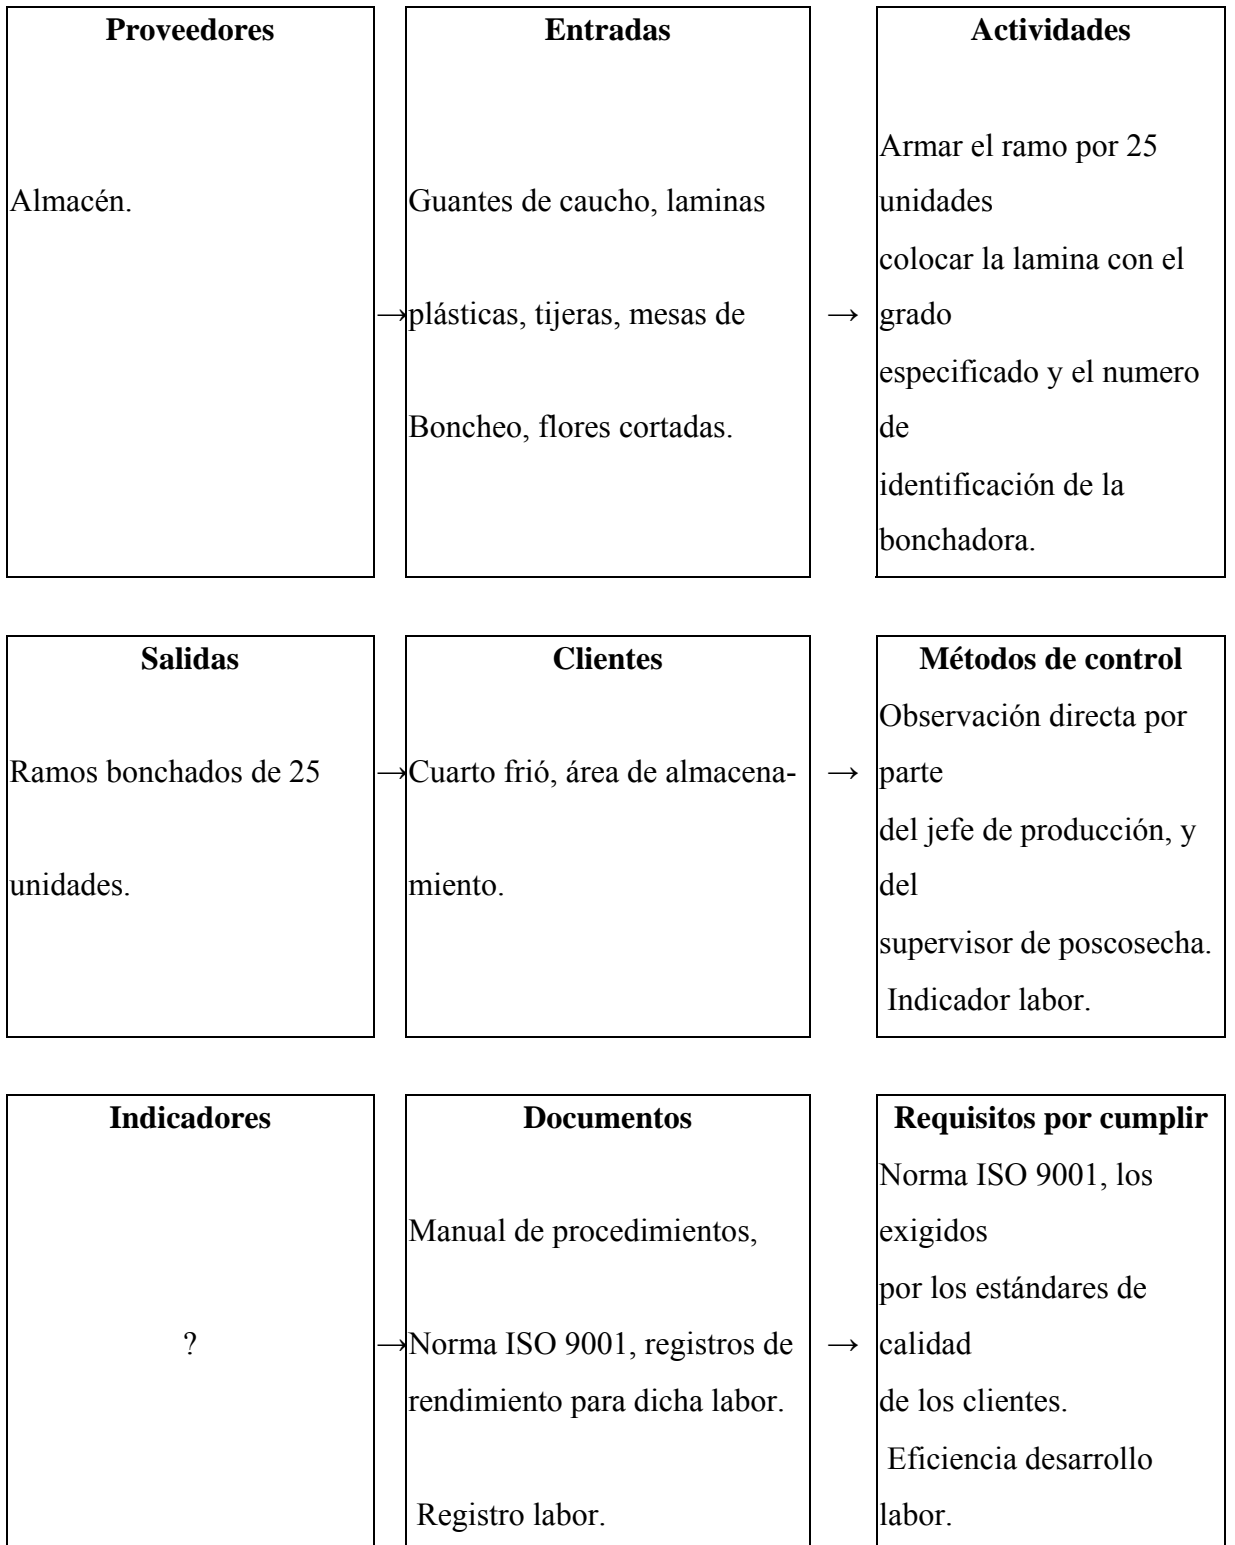 Proveedores
Almacén.
→
Entradas
Guantes de caucho, laminas
plásticas, tijeras, mesas de
Boncheo, flores cortadas.
→
Actividades
Armar el ramo por 25
unidades
colocar la lamina con el
grado
especificado y el numero
de
identificación de la
bonchadora.
Salidas
Ramos bonchados de 25
unidades.
→
Clientes
Cuarto frió, área de almacena-
miento.
→
Métodos de control
Observación directa por
parte
del jefe de producción, y
del
supervisor de poscosecha.
Indicador labor.
Indicadores
?
→
Documentos
Manual de procedimientos,
Norma ISO 9001, registros de
rendimiento para dicha labor.
Registro labor.
→
Requisitos por cumplir
Norma ISO 9001, los
exigidos
por los estándares de
calidad
de los clientes.
Eficiencia desarrollo
labor.